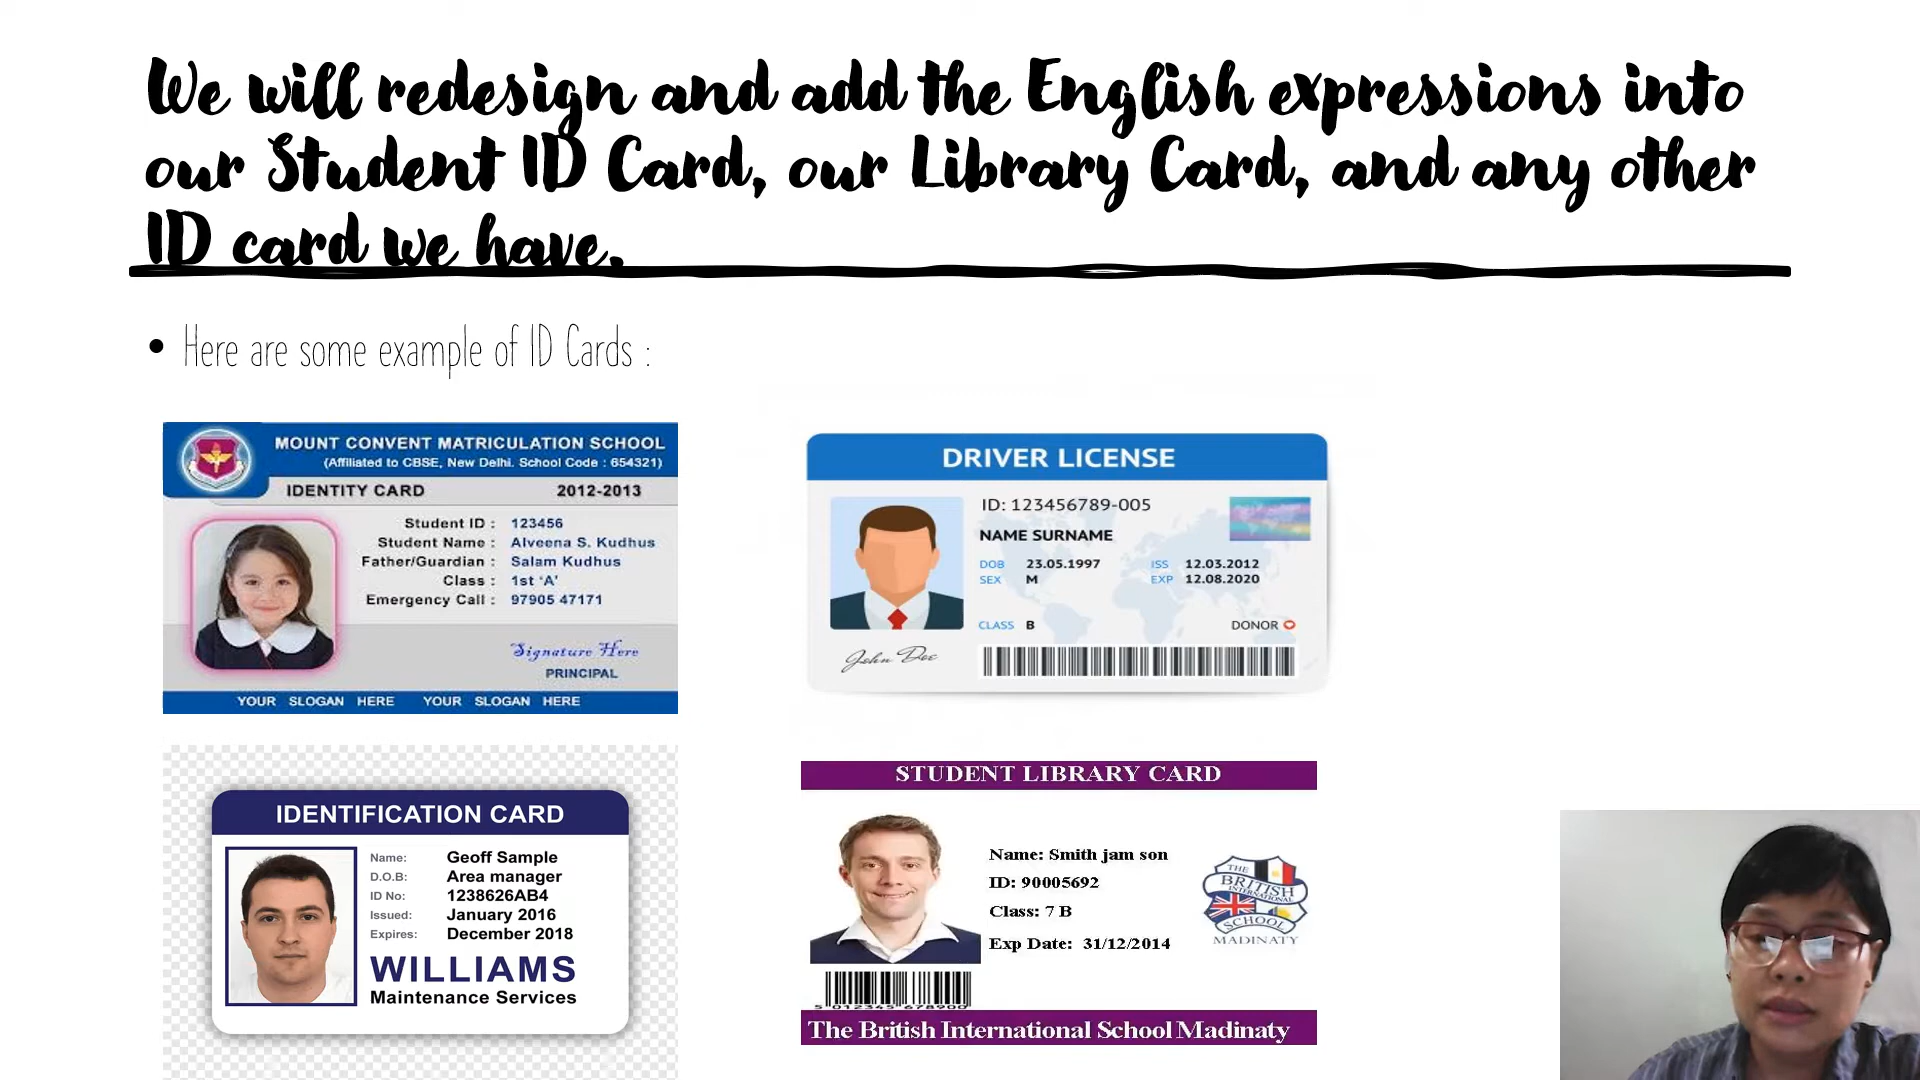 We will redesign and add the English expressions into
our Student ID Card, our Library Card, and any other
ID card we have.
• Here are some example of ID Cards :
MOUNT CONVENT MATRICULATION SCHOOL
(Affiliated to CBSE, New Delhi. School Code : 654321)
IDENTITY CARD 2012-2013
Student ID : 123456
Student Name : Alveena S. Kudhus
Father/Guardian : Salam Kudhus
Class : 1st 'A'
Emergency Call : 97905 47171
Signature Here
PRINCIPAL
YOUR SLOGAN HERE YOUR SLOGAN HERE
DRIVER LICENSE
ID: 123456789-005
NAME SURNAME
DOB 23.05.1997 ISS 12.03.2012
SEX M EXP 12.08.2020
CLASS B DONOR
John Doe
IDENTIFICATION CARD
Name: Geoff Sample
D.O.B: Area manager
ID No: 1238626AB4
Issued: January 2016
Expires: December 2018
WILLIAMS
Maintenance Services
STUDENT LIBRARY CARD
Name: Smith jam son
ID: 90005692
Class: 7 B
Exp Date: 31/12/2014
THE
BRITISH
INTERNATIONAL
SCHOOL
MADINATY
5 012345 678900
The British International School Madinaty